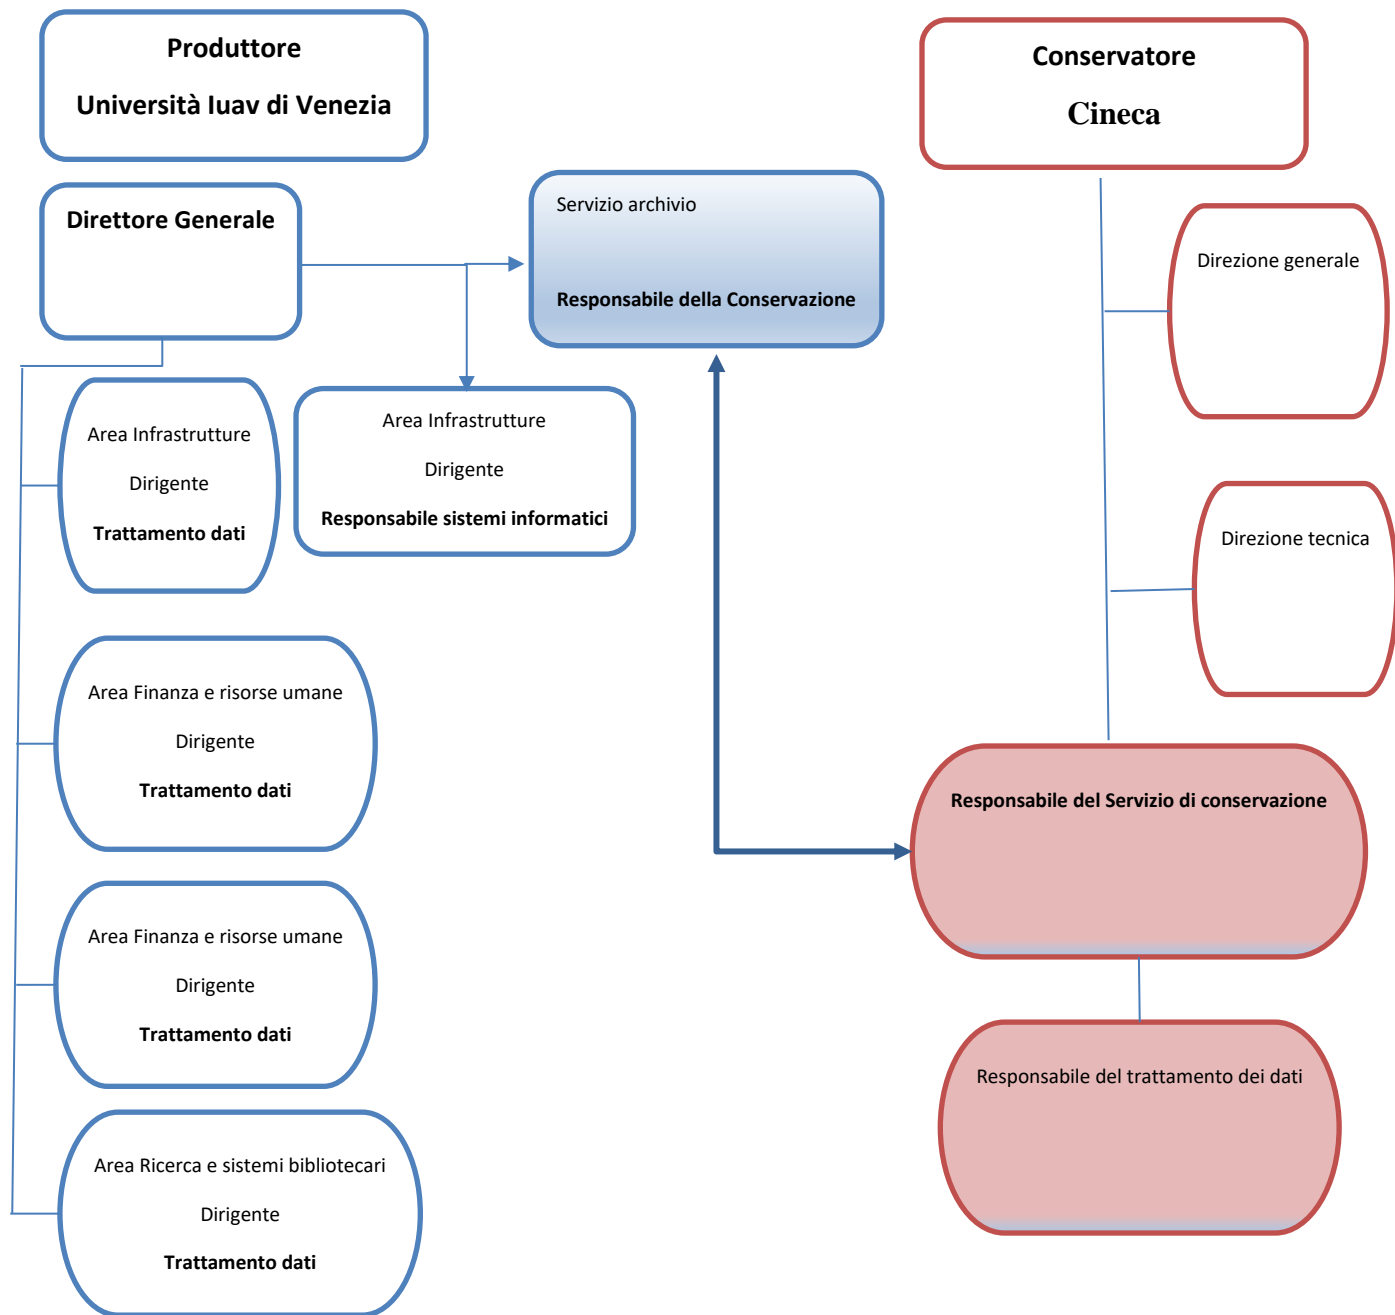 Produttore
Università Iuav di Venezia
Conservatore
Cineca
Direttore Generale
Servizio archivio
Responsabile della Conservazione
Direzione generale
Area Infrastrutture
Dirigente
Trattamento dati
Area Infrastrutture
Dirigente
Responsabile sistemi informatici
Direzione tecnica
Area Finanza e risorse umane
Dirigente
Trattamento dati
Responsabile del Servizio di conservazione
Area Finanza e risorse umane
Dirigente
Trattamento dati
Responsabile del trattamento dei dati
Area Ricerca e sistemi bibliotecari
Dirigente
Trattamento dati